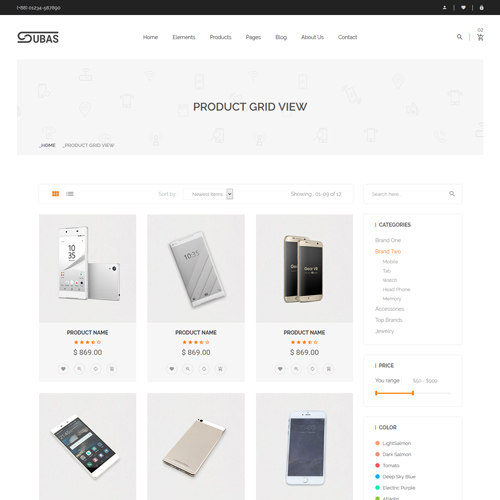 (+88) 01234-567890
SUBAS
Home Elements Products Pages Blog About Us Contact
02
PRODUCT GRID VIEW
_HOME _PRODUCT GRID VIEW
Sort by: Newest items Showing : 01-09 of 17.
Search here...
CATEGORIES
Brand One
Brand Two
Mobile
Tab
Watch
Head Phone
Memory
Accessories
Top Brands
Jewelry
PRODUCT NAME PRODUCT NAME PRODUCT NAME
$ 869.00 $ 869.00 $ 869.00
PRICE
You range
COLOR
LightSalmon
Dark Salmon
Tomato
Deep Sky Blue
Electric Purple
Atlantis